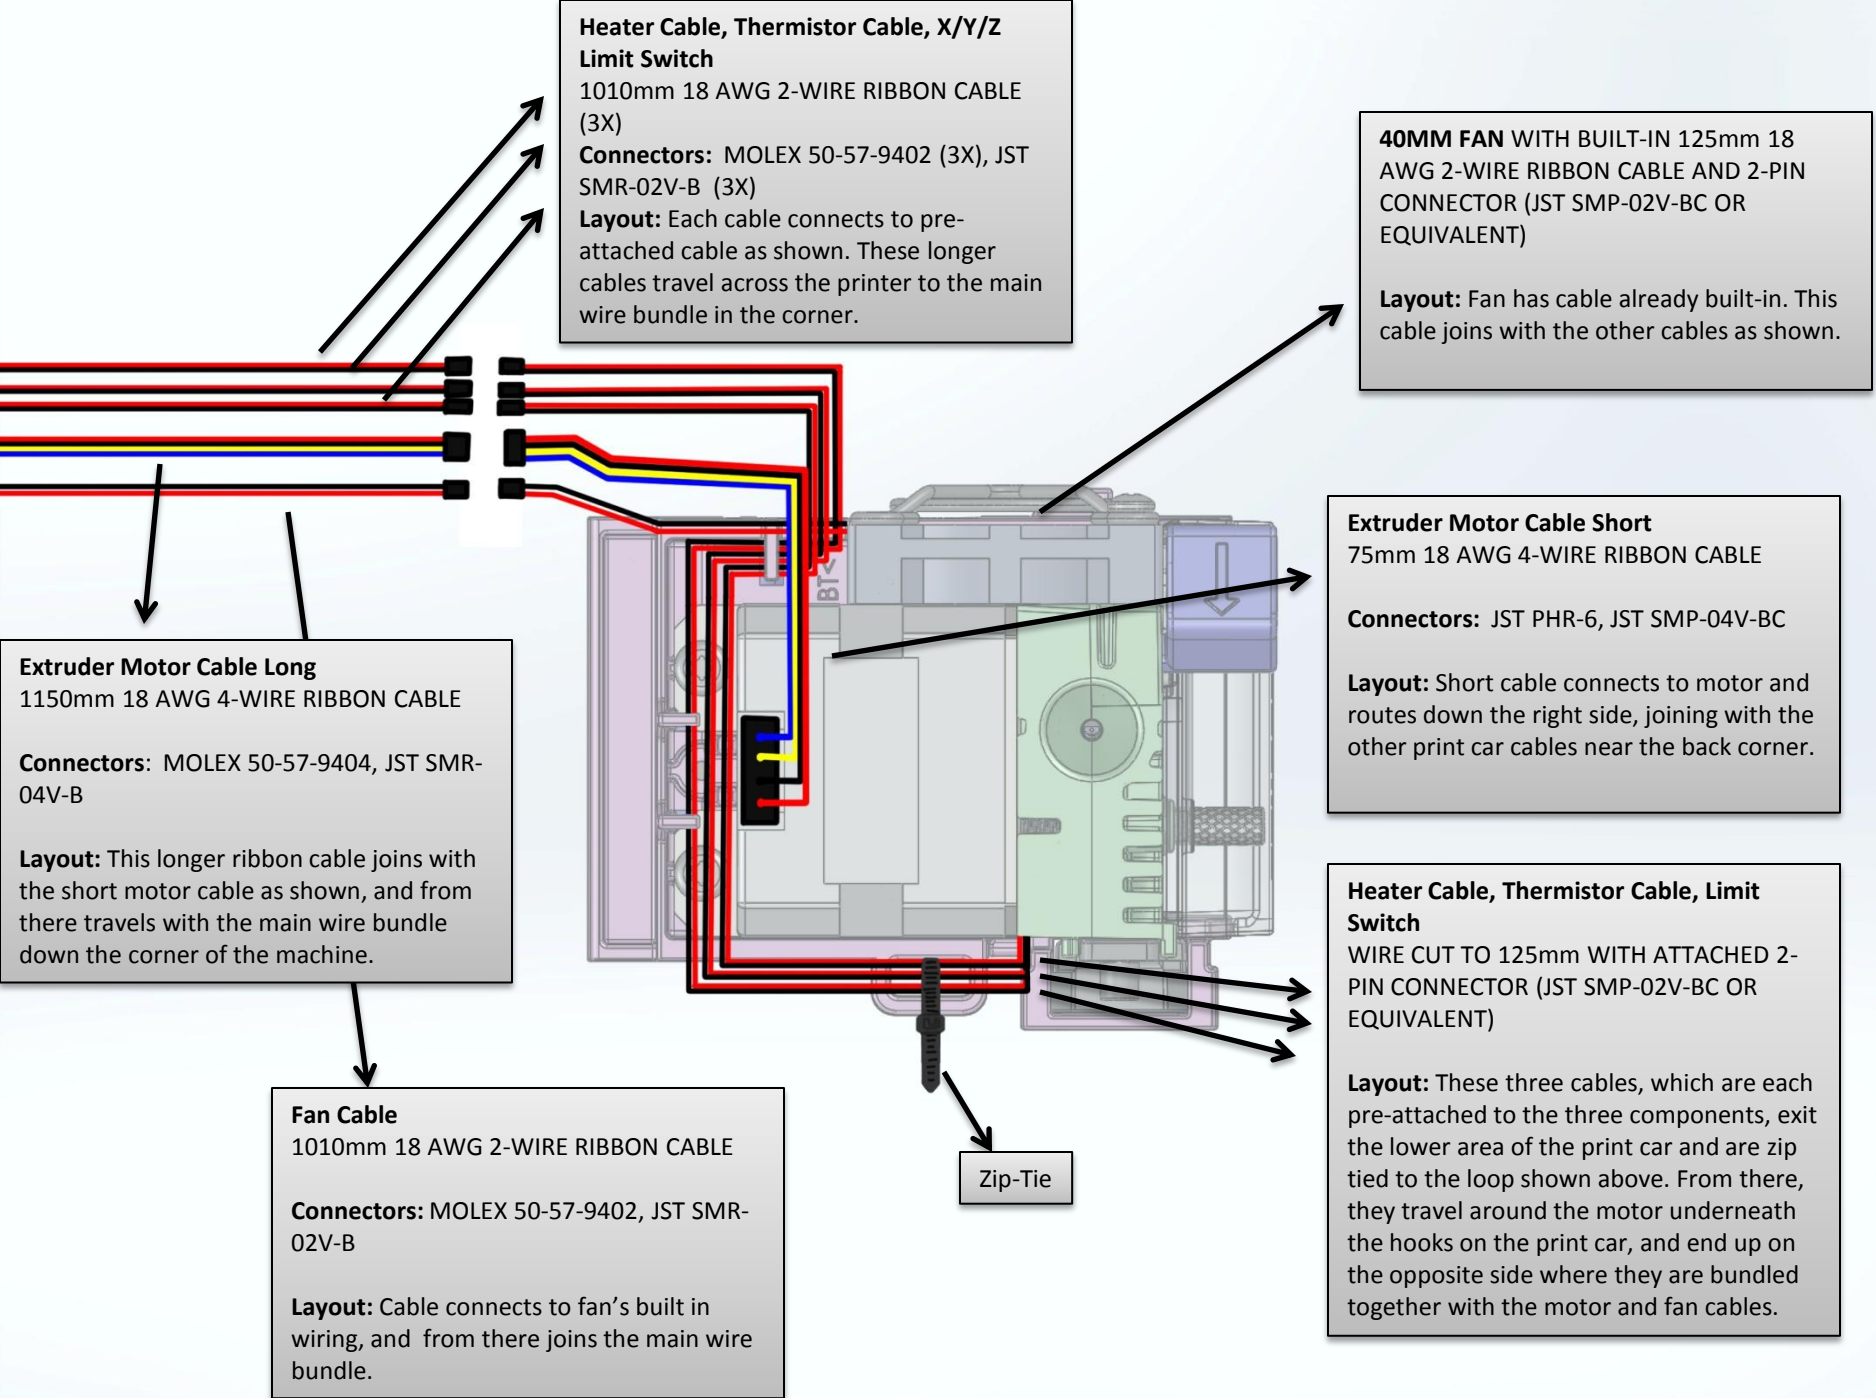 Heater Cable, Thermistor Cable, X/Y/Z
Limit Switch
1010mm 18 AWG 2-WIRE RIBBON CABLE
(3X)
Connectors: MOLEX 50-57-9402 (3X), JST
SMR-02V-B (3X)
Layout: Each cable connects to pre-
attached cable as shown. These longer
cables travel across the printer to the main
wire bundle in the corner.
40MM FAN WITH BUILT-IN 125mm 18
AWG 2-WIRE RIBBON CABLE AND 2-PIN
CONNECTOR (JST SMP-02V-BC OR
EQUIVALENT)
Layout: Fan has cable already built-in. This
cable joins with the other cables as shown.
BT<
Extruder Motor Cable Short
75mm 18 AWG 4-WIRE RIBBON CABLE
Connectors: JST PHR-6, JST SMP-04V-BC
Layout: Short cable connects to motor and
routes down the right side, joining with the
other print car cables near the back corner.
Extruder Motor Cable Long
1150mm 18 AWG 4-WIRE RIBBON CABLE
Connectors: MOLEX 50-57-9404, JST SMR-
04V-B
Layout: This longer ribbon cable joins with
the short motor cable as shown, and from
there travels with the main wire bundle
down the corner of the machine.
Heater Cable, Thermistor Cable, Limit
Switch
WIRE CUT TO 125mm WITH ATTACHED 2-
PIN CONNECTOR (JST SMP-02V-BC OR
EQUIVALENT)
Layout: These three cables, which are each
pre-attached to the three components, exit
the lower area of the print car and are zip
tied to the loop shown above. From there,
they travel around the motor underneath
the hooks on the print car, and end up on
the opposite side where they are bundled
together with the motor and fan cables.
Fan Cable
1010mm 18 AWG 2-WIRE RIBBON CABLE
Connectors: MOLEX 50-57-9402, JST SMR-
02V-B
Layout: Cable connects to fan’s built in
wiring, and from there joins the main wire
bundle.
Zip-Tie